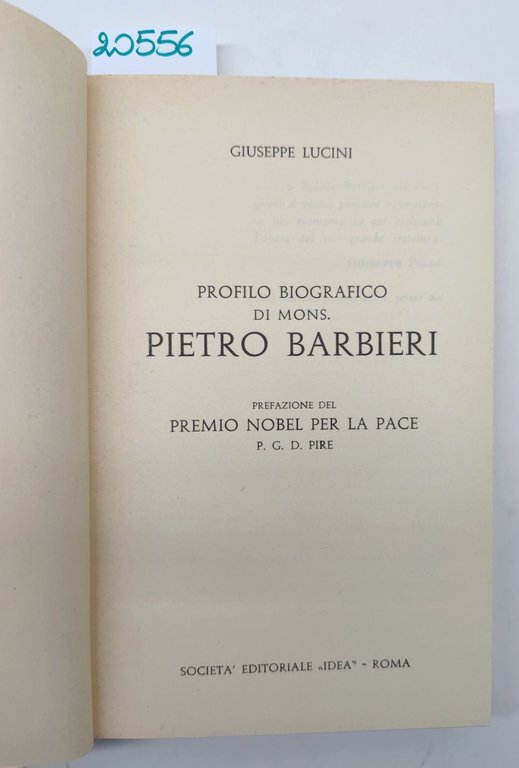 20556
GIUSEPPE LUCINI
PROFILO BIOGRAFICO
DI MONS.
PIETRO BARBIERI
PREFAZIONE DEL
PREMIO NOBEL PER LA PACE
P. G. D. PIRE
SOCIETA' EDITORIALE „IDEA" - ROMA